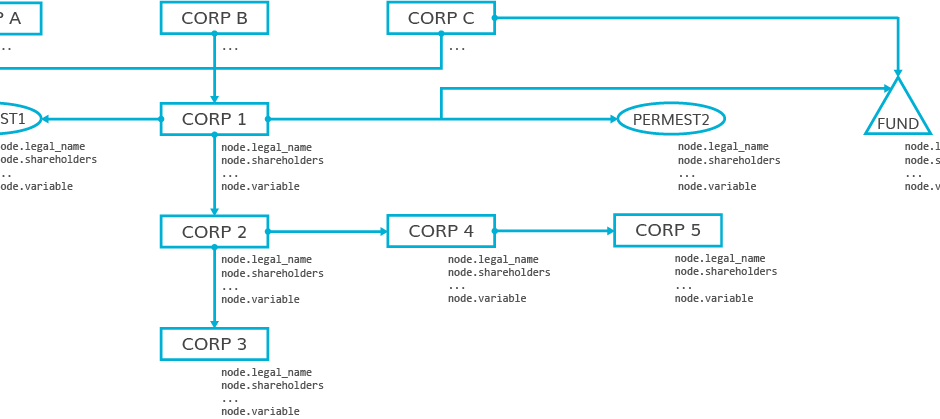 P A
CORP B
CORP C
..
...
...
ST1
CORP 1
PERMEST2
FUND
ode.legal_name
ode.shareholders
..
ode.variable
node.legal_name
node.shareholders
...
node.variable
node.legal_name
node.shareholders
...
node.variable
node.l
node.s
...
node.v
CORP 2
CORP 4
CORP 5
node.legal_name
node.shareholders
...
node.variable
node.legal_name
node.shareholders
...
node.variable
node.legal_name
node.shareholders
...
node.variable
CORP 3
node.legal_name
node.shareholders
...
node.variable